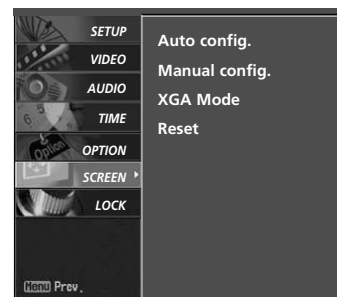 SETUP
VIDEO
AUDIO
TIME
OPTION
SCREEN
LOCK
Menu Prev.
Auto config.
Manual config.
XGA Mode
Reset